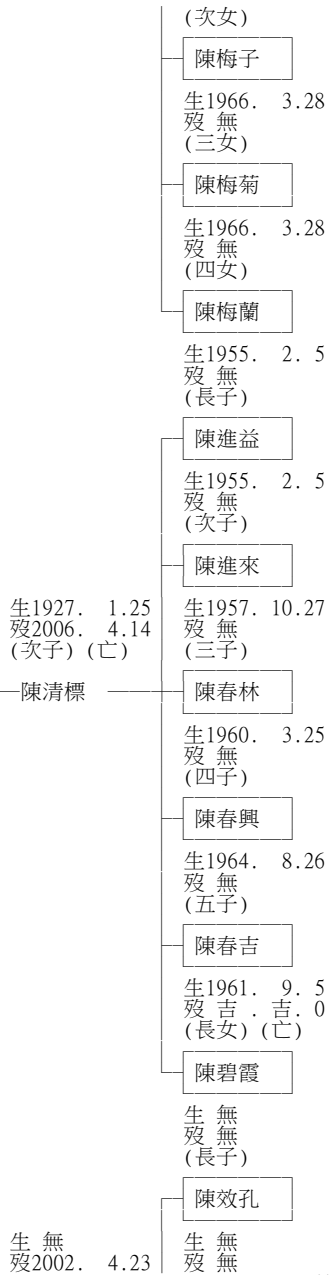 (次女)
陳梅子
生1966. 3.28
歿 無
(三女)
陳梅菊
生1966. 3.28
歿 無
(四女)
陳梅蘭
生1955. 2. 5
歿 無
(長子)
陳進益
生1955. 2. 5
歿 無
(次子)
陳進來
生1927. 1.25
歿2006. 4.14
(次子)(亡)
陳清標
生1957. 10.27
歿 無
(三子)
陳春林
生1960. 3.25
歿 無
(四子)
陳春興
生1964. 8.26
歿 無
(五子)
陳春吉
生1961. 9. 5
歿 吉 . 吉. 0
(長女)(亡)
陳碧霞
生 無
歿 無
(長子)
陳效孔
生 無
歿2002. 4.23
生 無
歿 無